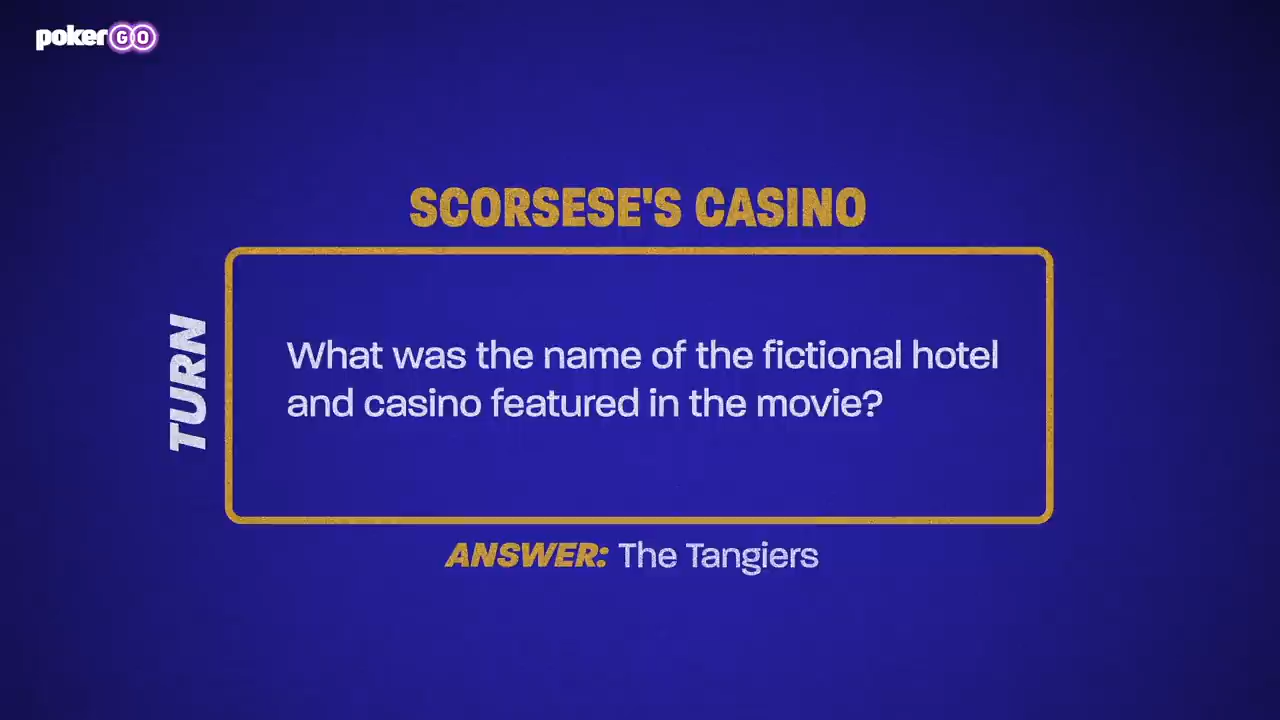 pokerGO
SCORSESE'S CASINO
TURN
What was the name of the fictional hotel
and casino featured in the movie?
ANSWER: The Tangiers